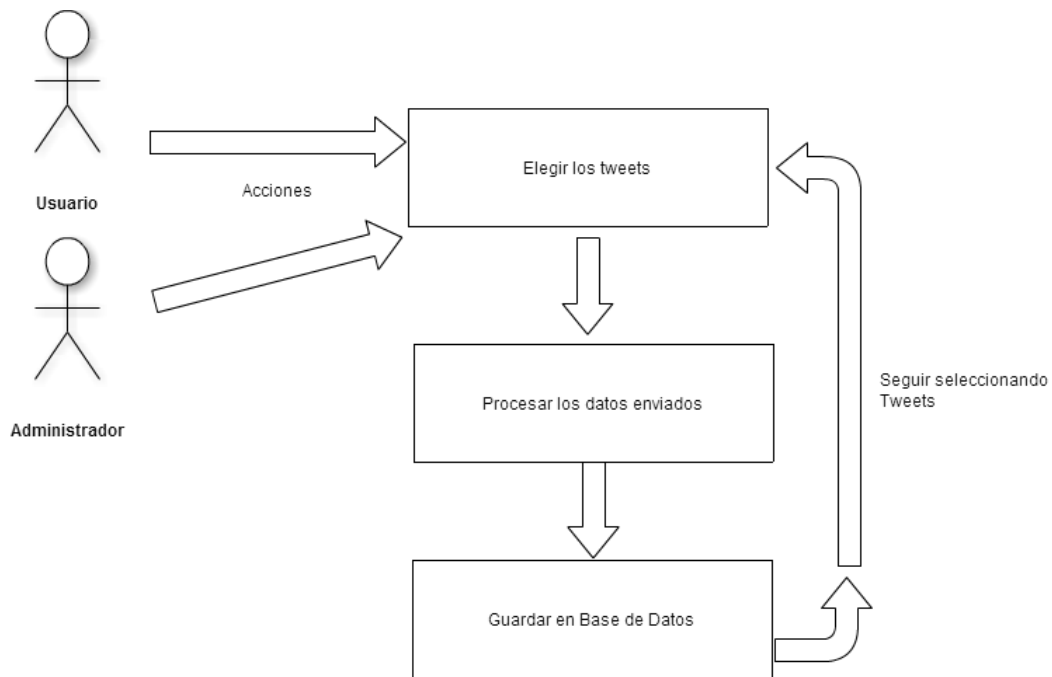 Usuario
Acciones
Elegir los tweets
Administrador
Procesar los datos enviados
Seguir seleccionando
Tweets
Guardar en Base de Datos